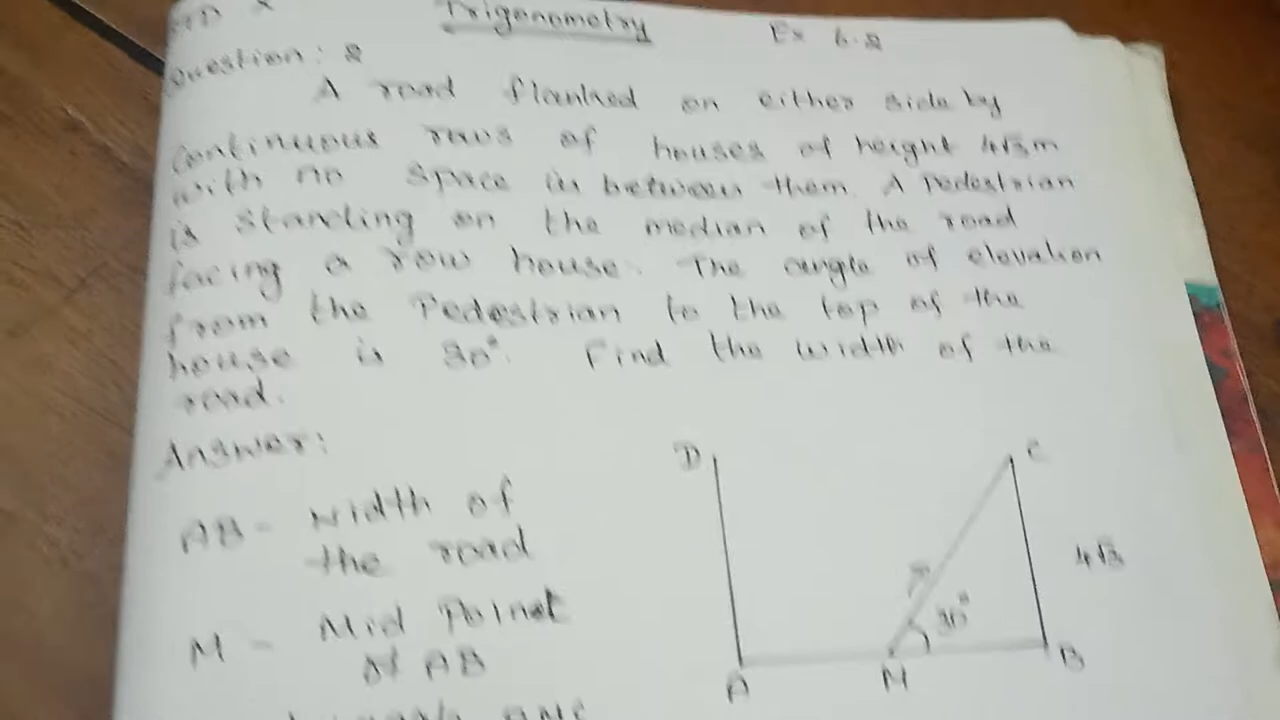 STD X
Trigonometry
Ex 6.2
Question: 2
A road flanked on either side by
Continuous rows of houses of height 4√3m
with no space in between them. A Pedestrian
is standing on the median of the road
facing a row house. The angle of elevation
from the Pedestrian to the top of the
house is 30°. Find the width of the
road.
Answer:
AB - Width of
the road
M - Mid Point
of AB
D
C
4√3
30°
A
M
B